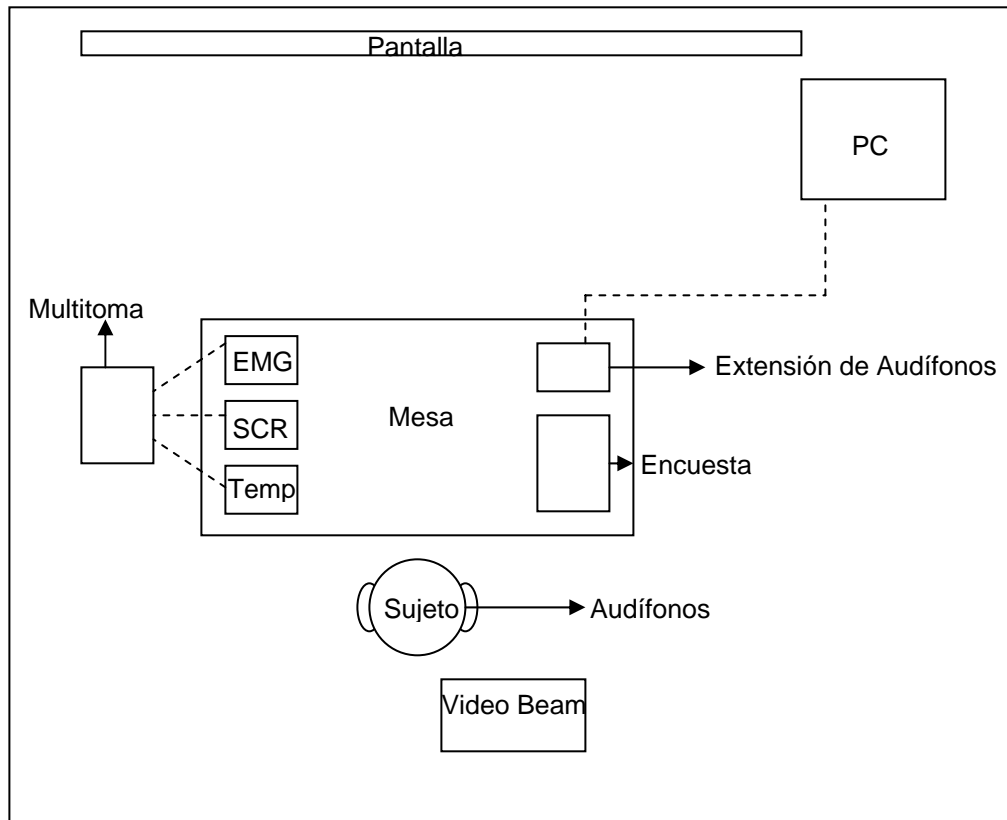 Pantalla
PC
Multitoma
EMG
Extensión de Audífonos
SCR
Mesa
Encuesta
Temp
Sujeto
Audífonos
Video Beam